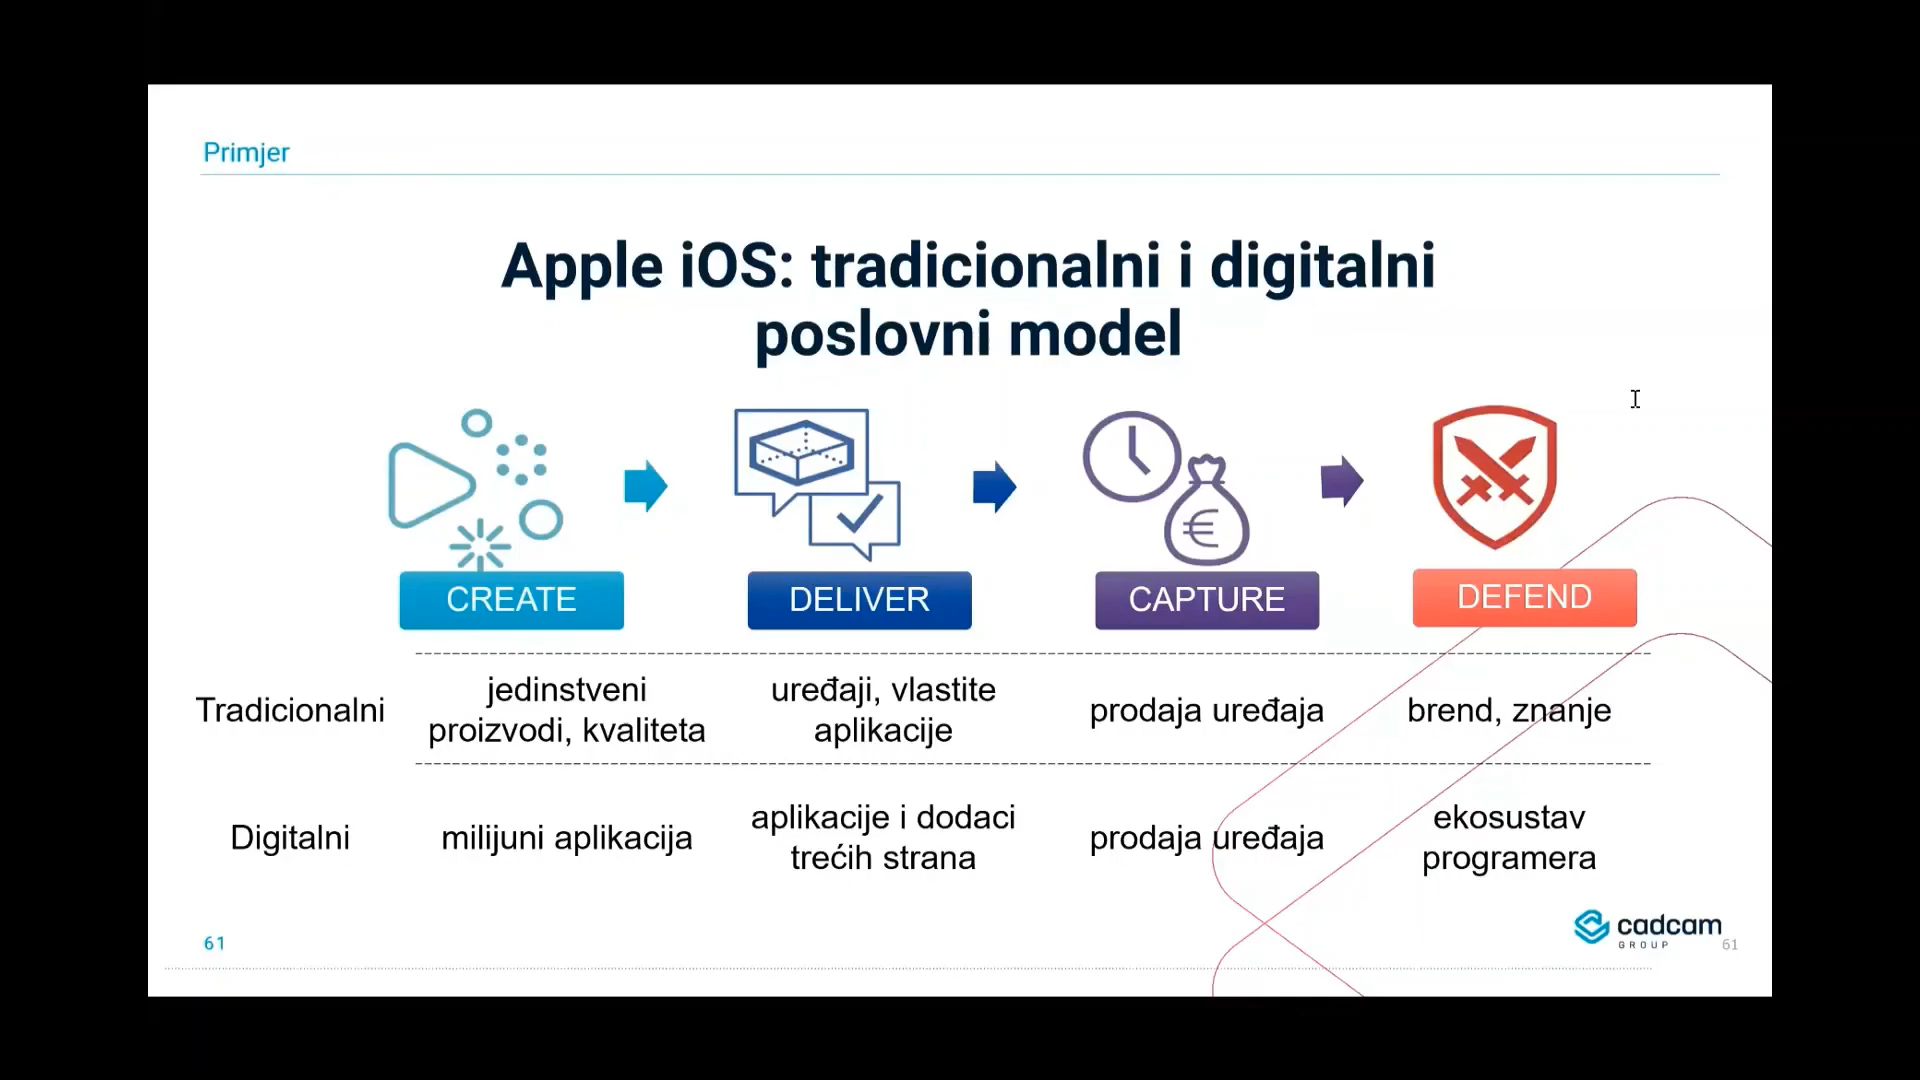 Primjer
Apple iOS: tradicionalni i digitalni
poslovni model
€
CREATE
DELIVER
CAPTURE
DEFEND
Tradicionalni
jedinstveni
proizvodi, kvaliteta
uređaji, vlastite
aplikacije
prodaja uređaja
brend, znanje
Digitalni
milijuni aplikacija
aplikacije i dodaci
trećih strana
prodaja uređaja
ekosustav
programera
61
cadcam
GROUP
61